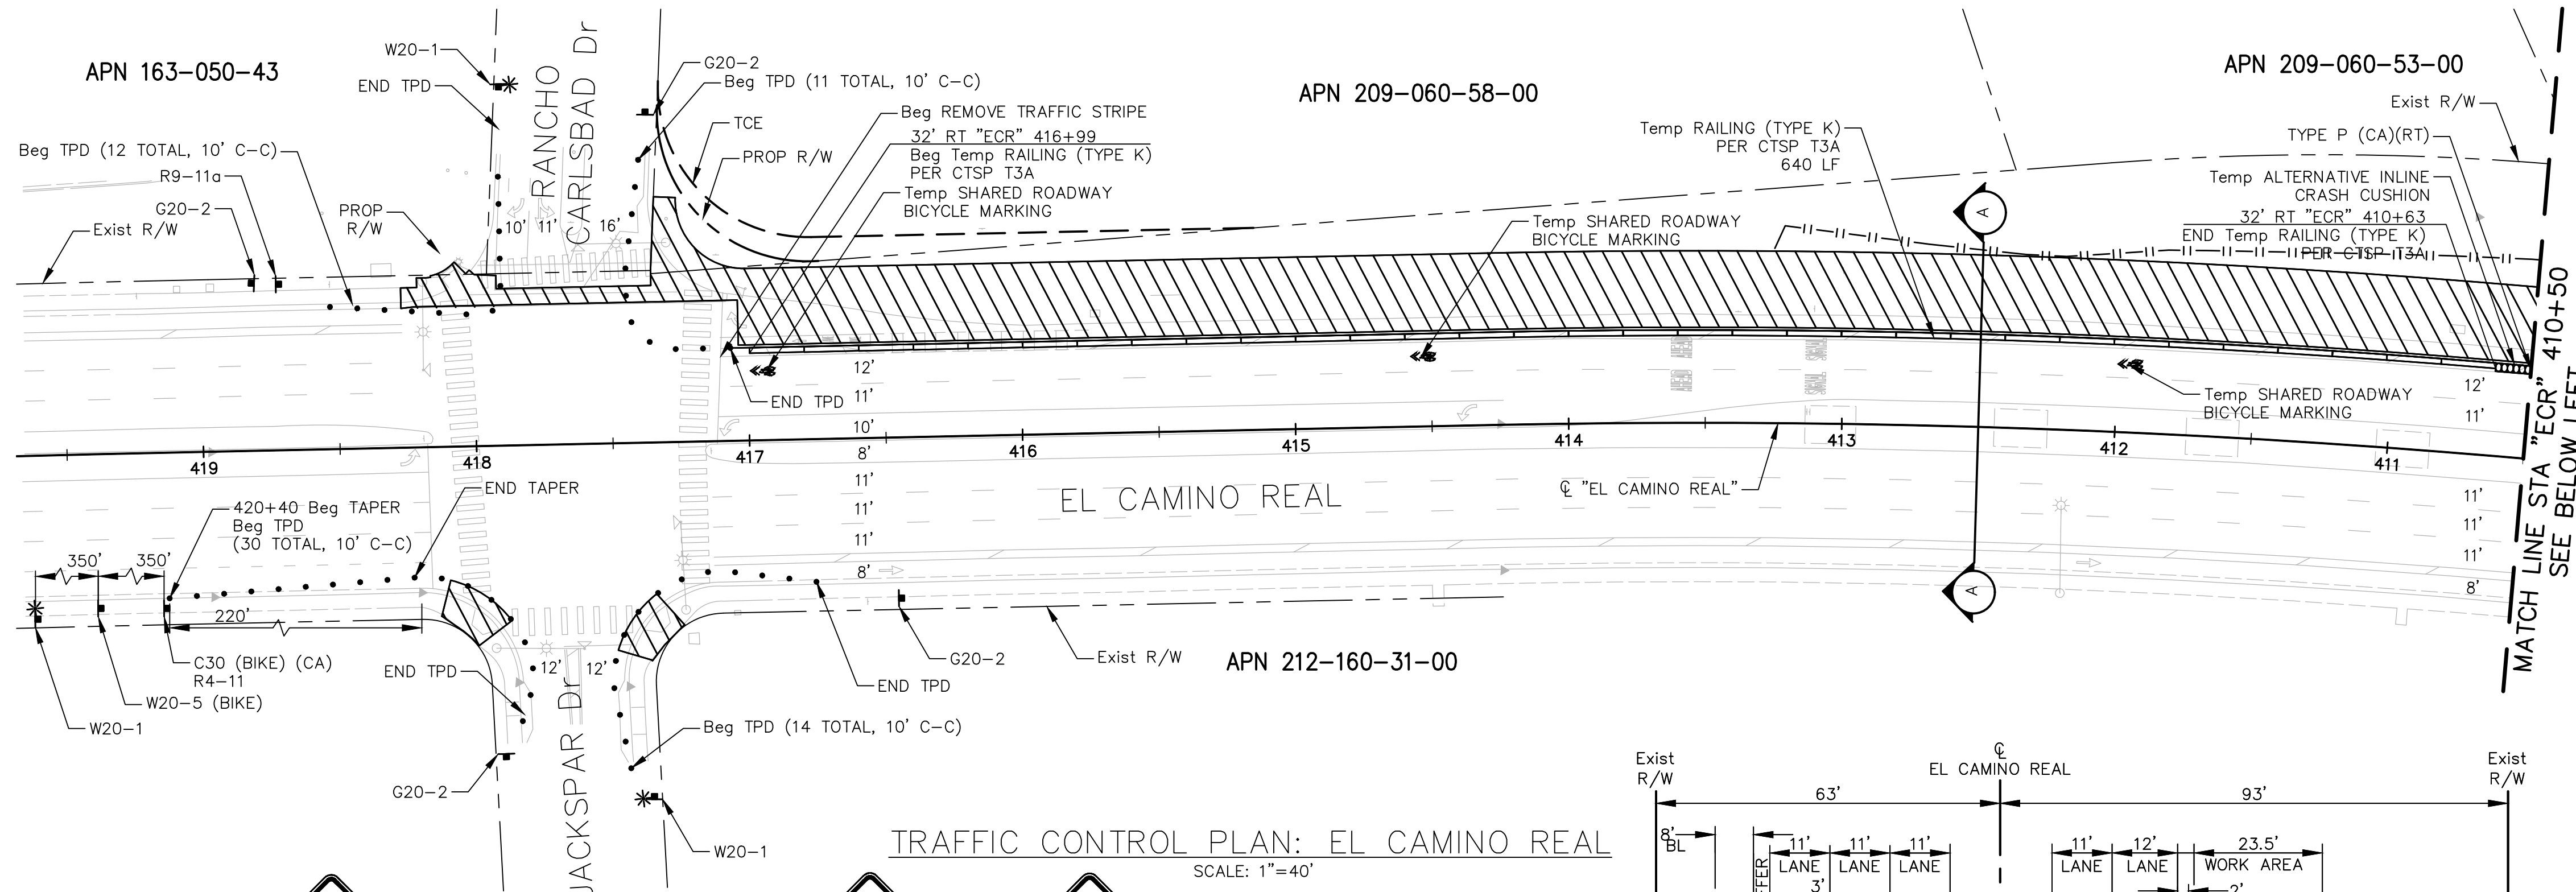 APN 163-050-43
W20-1
END TPD
RANCHO
CARLSBAD Dr
G20-2
Beg TPD (11 TOTAL, 10' C-C)
TCE
PROP R/W
Beg REMOVE TRAFFIC STRIPE
32' RT "ECR" 416+99
Beg Temp RAILING (TYPE K)
PER CTSP T3A
Temp SHARED ROADWAY
BICYCLE MARKING
APN 209-060-58-00
APN 209-060-53-00
Exist R/W
TYPE P (CA)(RT)
Temp ALTERNATIVE INLINE
CRASH CUSHION
32' RT "ECR" 410+63
END Temp RAILING (TYPE K)
PER CTSP T3A
Temp RAILING (TYPE K)
PER CTSP T3A
640 LF
Temp SHARED ROADWAY
BICYCLE MARKING
A
Beg TPD (12 TOTAL, 10' C-C)
R9-11a
G20-2
Exist R/W
PROP
R/W
10' 11' 16'
END TPD
12'
11'
10'
8'
11'
11'
11'
8'
Temp SHARED ROADWAY
BICYCLE MARKING
12'
11'
11'
11'
11'
8'
419
418
417
416
415
414
413
412
411
EL CAMINO REAL
℄ "EL CAMINO REAL"
MATCH LINE STA "ECR" 410+50
SEE BELOW LEFT
END TAPER
420+40 Beg TAPER
Beg TPD
(30 TOTAL, 10' C-C)
350'
350'
220'
C30 (BIKE) (CA)
R4-11
W20-5 (BIKE)
W20-1
END TPD
12' 12'
G20-2
JACKSPAR Dr
Beg TPD (14 TOTAL, 10' C-C)
W20-1
END TPD
G20-2
Exist R/W
APN 212-160-31-00
A
TRAFFIC CONTROL PLAN: EL CAMINO REAL
SCALE: 1"=40'
Exist
R/W
℄
EL CAMINO REAL
Exist
R/W
63'
93'
8'
BL
11'
LANE
11'
LANE
11'
LANE
3'
11'
LANE
12'
LANE
23.5'
WORK AREA
2'